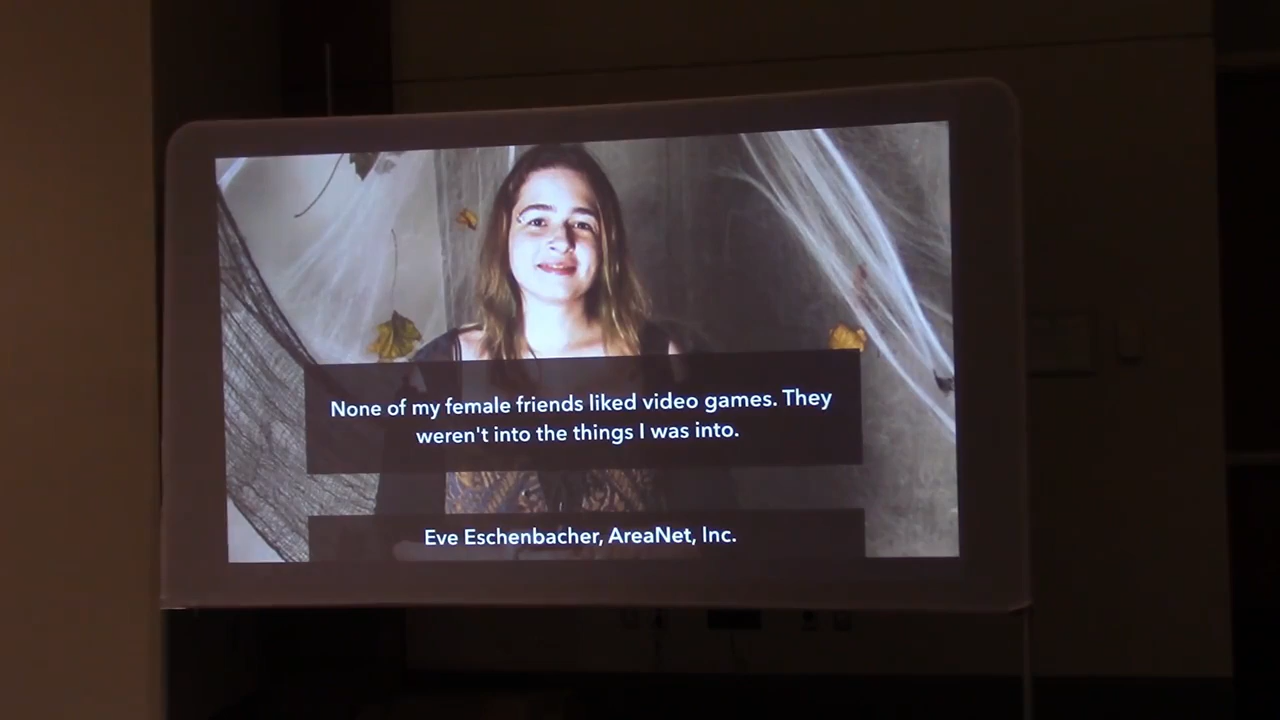 None of my female friends liked video games. They
weren't into the things I was into.
Eve Eschenbacher, AreaNet, Inc.